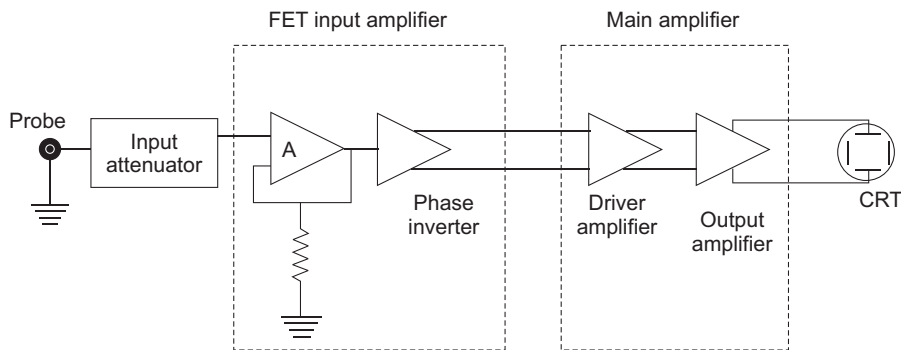 FET input amplifier
Main amplifier
Probe
Input
attenuator
A
Phase
inverter
Driver
amplifier
Output
amplifier
CRT